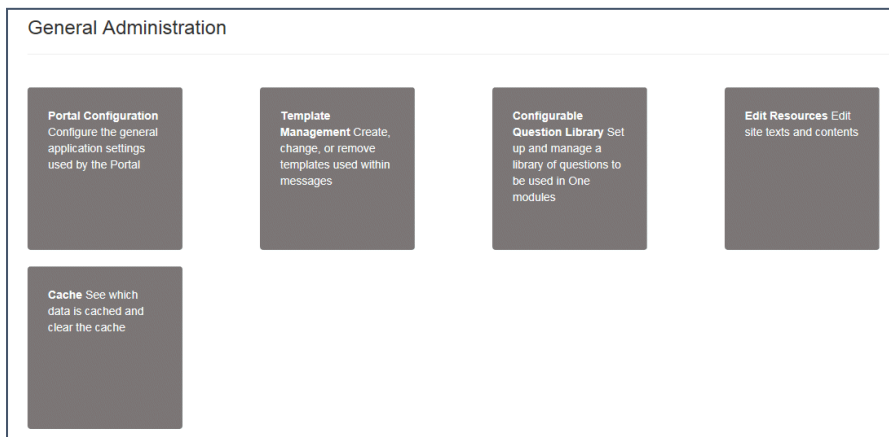 General Administration
Portal Configuration
Configure the general
application settings
used by the Portal
Template
Management Create,
change, or remove
templates used within
messages
Configurable
Question Library Set
up and manage a
library of questions to
be used in One
modules
Edit Resources Edit
site texts and contents
Cache See which
data is cached and
clear the cache